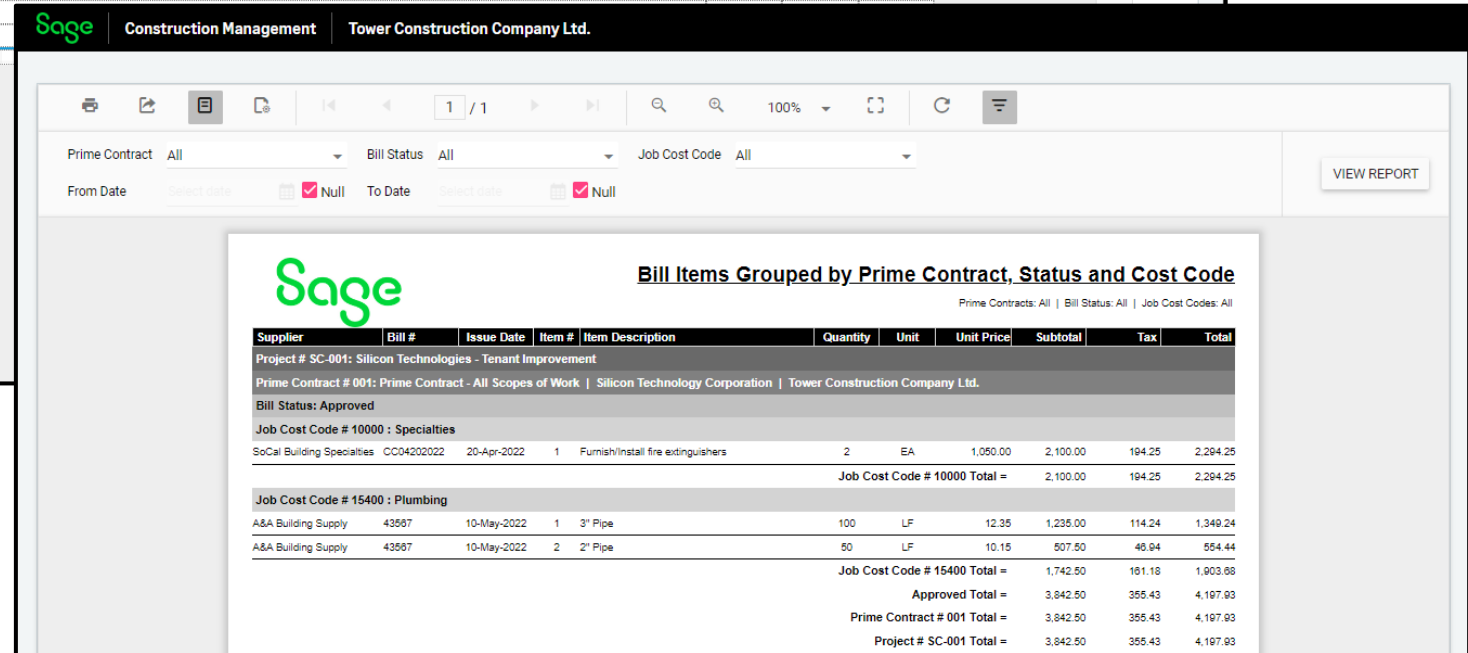 Sage Construction Management Tower Construction Company Ltd.
1 / 1 100%
Prime Contract All Bill Status All Job Cost Code All
VIEW REPORT
From Date Select date Null To Date Select date Null
Sage
Bill Items Grouped by Prime Contract, Status and Cost Code
Prime Contracts: All | Bill Status: All | Job Cost Codes: All
Supplier Bill # Issue Date Item # Item Description Quantity Unit Unit Price Subtotal Tax Total
Project # SC-001: Silicon Technologies - Tenant Improvement
Prime Contract # 001: Prime Contract - All Scopes of Work | Silicon Technology Corporation | Tower Construction Company Ltd.
Bill Status: Approved
Job Cost Code # 10000 : Specialties
SoCal Building Specialties CC04202022 20-Apr-2022 1 Furnish/Install fire extinguishers 2 EA 1,050.00 2,100.00 194.25 2,294.25
Job Cost Code # 10000 Total = 2,100.00 194.25 2,294.25
Job Cost Code # 15400 : Plumbing
A&A Building Supply 43567 10-May-2022 1 3" Pipe 100 LF 12.35 1,235.00 114.24 1,349.24
A&A Building Supply 43567 10-May-2022 2 2" Pipe 50 LF 10.15 507.50 46.94 554.44
Job Cost Code # 15400 Total = 1,742.50 161.18 1,903.68
Approved Total = 3,842.50 355.43 4,197.93
Prime Contract # 001 Total = 3,842.50 355.43 4,197.93
Project # SC-001 Total = 3,842.50 355.43 4,197.93